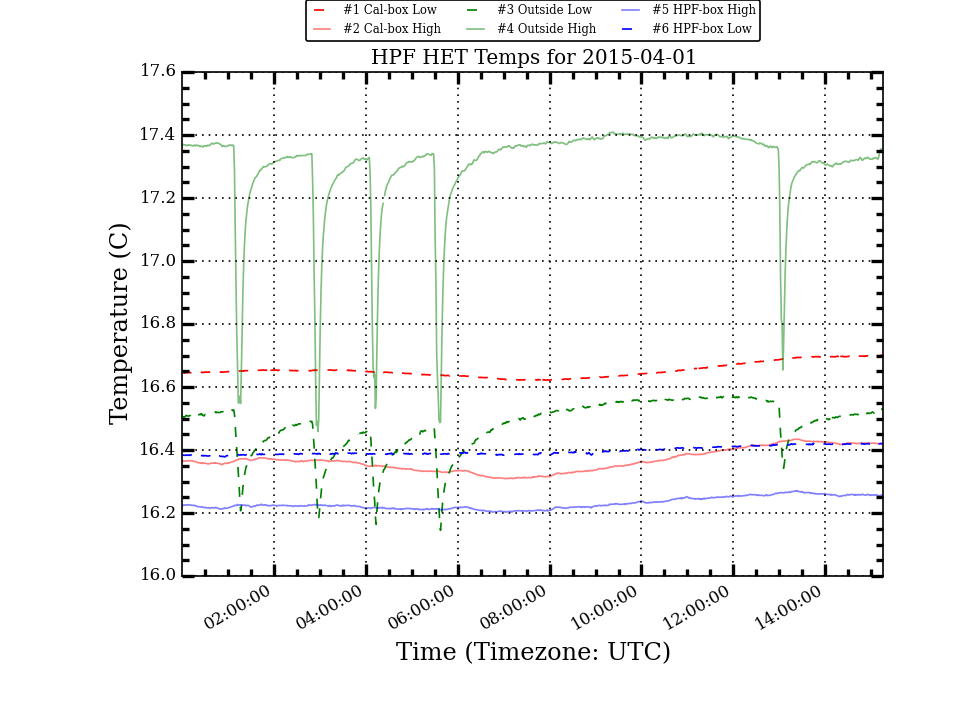 #1 Cal-box Low #3 Outside Low #5 HPF-box High
#2 Cal-box High #4 Outside High #6 HPF-box Low
HPF HET Temps for 2015-04-01
17.6
17.4
17.2
17.0
16.8
16.6
16.4
16.2
16.0
Temperature (C)
02:00:00 04:00:00 06:00:00 08:00:00 10:00:00 12:00:00 14:00:00
Time (Timezone: UTC)